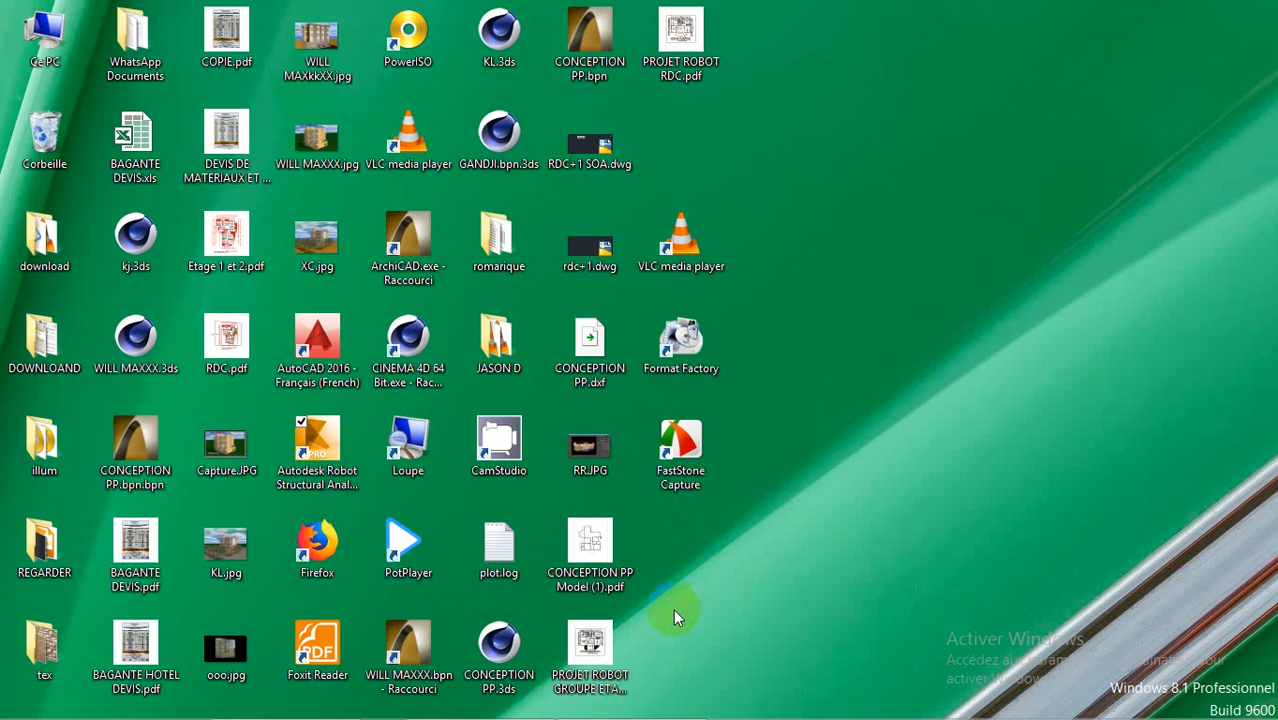 Ce PC
WhatsApp
Documents
COPIE.pdf
WILL
MAXkkXX.jpg
PowerISO
KL.3ds
CONCEPTION
PP.bpn
PROJET ROBOT
RDC.pdf
Corbeille
BAGANTE
DEVIS.xls
DEVIS DE
MATERIAUX ET ...
WILL MAXXX.jpg
VLC media player
GANDJI.bpn.3ds
RDC+1 SOA.dwg
download
kj.3ds
Etage 1 et 2.pdf
XC.jpg
ArchiCAD.exe -
Raccourci
romarique
rdc+1.dwg
VLC media player
DOWNLOAND
WILL MAXXX.3ds
RDC.pdf
AutoCAD 2016 -
Français (French)
CINEMA 4D 64
Bit.exe - Rac...
JASON D
CONCEPTION
PP.dxf
Format Factory
illum
CONCEPTION
PP.bpn.bpn
Capture.JPG
PRO
Autodesk Robot
Structural Anal...
Loupe
CamStudio
RR.JPG
FastStone
Capture
REGARDER
BAGANTE
DEVIS.pdf
KL.jpg
Firefox
PotPlayer
plot.log
CONCEPTION PP
Model (1).pdf
tex
BAGANTE HOTEL
DEVIS.pdf
ooo.jpg
PDF
Foxit Reader
WILL MAXXX.bpn
- Raccourci
CONCEPTION
PP.3ds
PROJET ROBOT
GROUPE ETA...
Activer Windows
Accédez aux
activer Windows
Windows 8.1 Professionnel
Build 9600